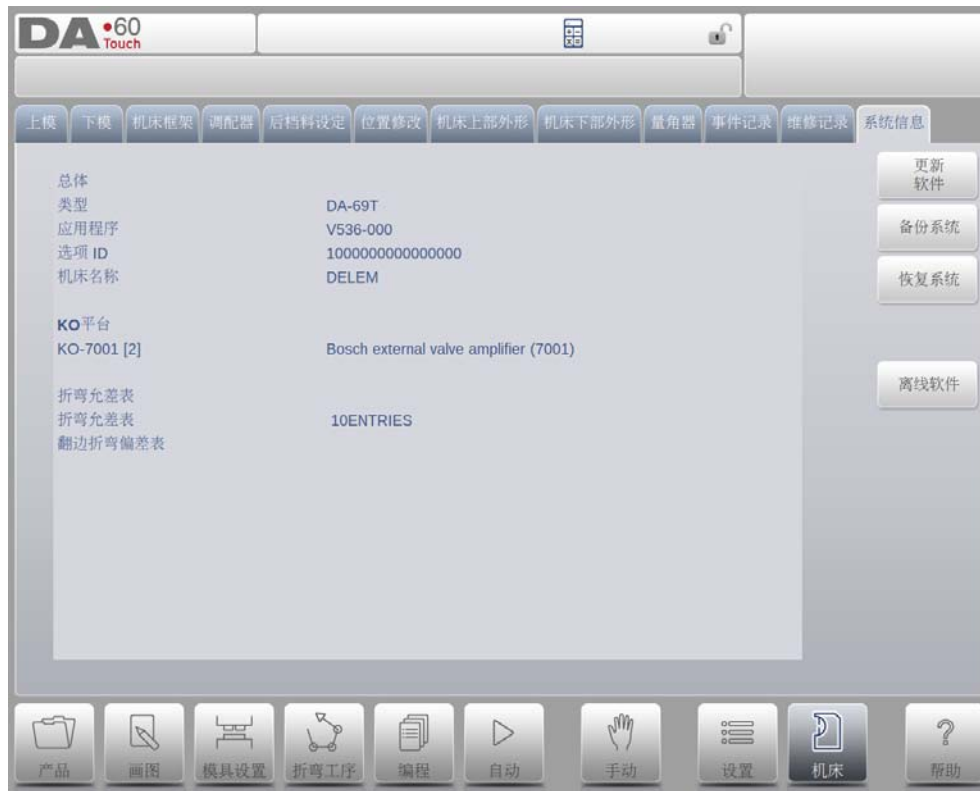 DA 60
Touch
上模 下模 机床框架 调配器 后档料设定 位置修改 机床上部外形 机床下部外形 量角器 事件记录 维修记录 系统信息
总体
类型 DA-69T
应用程序 V536-000
选项 ID 1000000000000000
机床名称 DELEM
KO平台
KO-7001 [2] Bosch external valve amplifier (7001)
折弯允差表
折弯允差表 10ENTRIES
翻边折弯偏差表
更新
软件
备份系统
恢复系统
离线软件
产品 画图 模具设置 折弯工序 编程 自动 手动 设置 机床 帮助